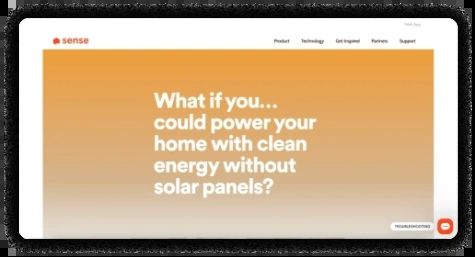 sense
Product Technology Get Inspired Partners Support
What if you...
could power your
home with clean
energy without
solar panels?
TROUBLESHOOTING